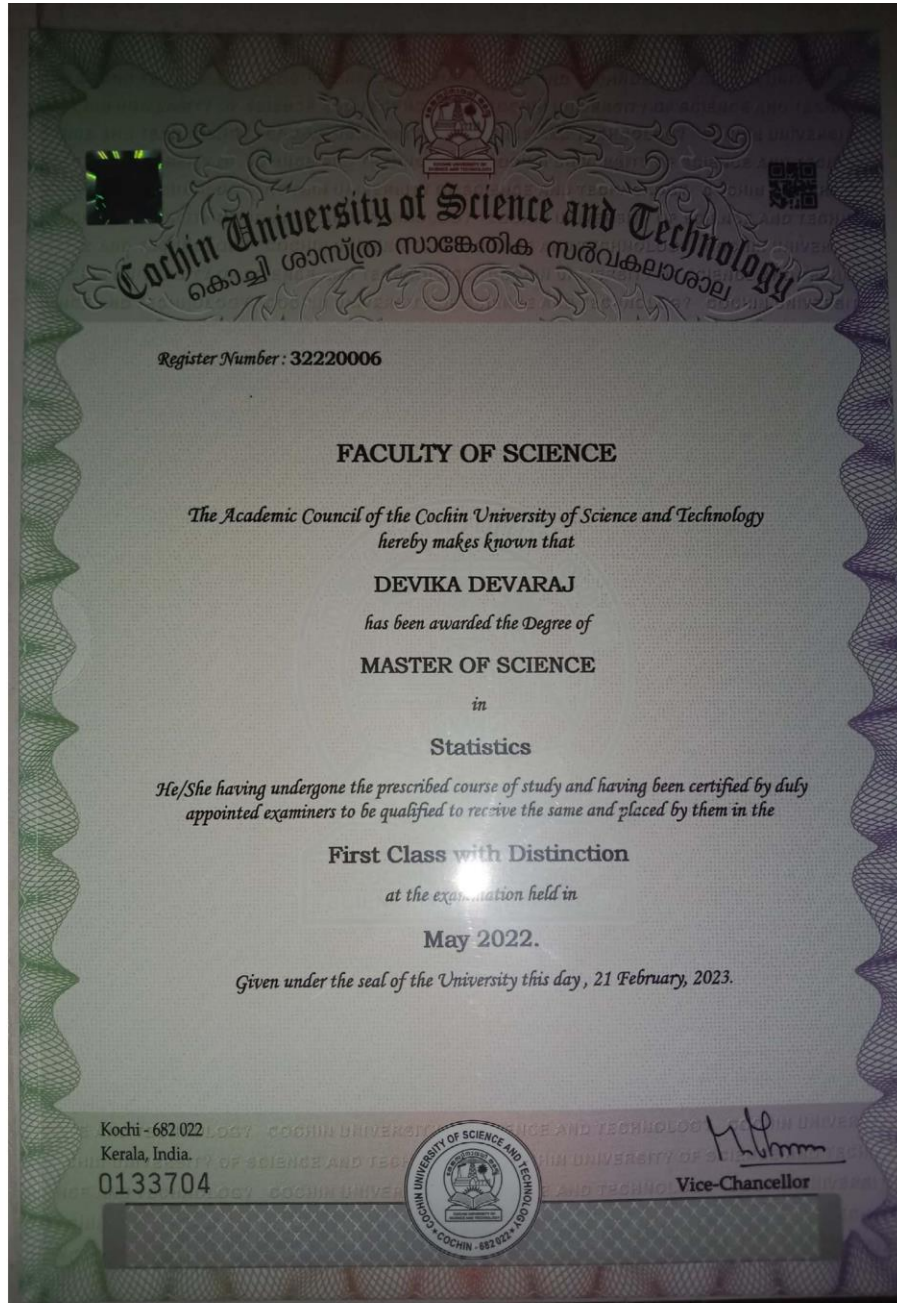 Cochin University of Science and Technology
കൊച്ചി ശാസ്ത്ര സാങ്കേതിക സർവകലാശാല
Register Number : 32220006
FACULTY OF SCIENCE
The Academic Council of the Cochin University of Science and Technology
hereby makes known that
DEVIKA DEVARAJ
has been awarded the Degree of
MASTER OF SCIENCE
in
Statistics
He/She having undergone the prescribed course of study and having been certified by duly
appointed examiners to be qualified to receive the same and placed by them in the
First Class with Distinction
at the examination held in
May 2022.
Given under the seal of the University this day , 21 February, 2023.
Kochi - 682 022
Kerala, India.
0133704
COCHIN UNIVERSITY OF SCIENCE AND TECHNOLOGY
COCHIN - 682 022
Vice-Chancellor